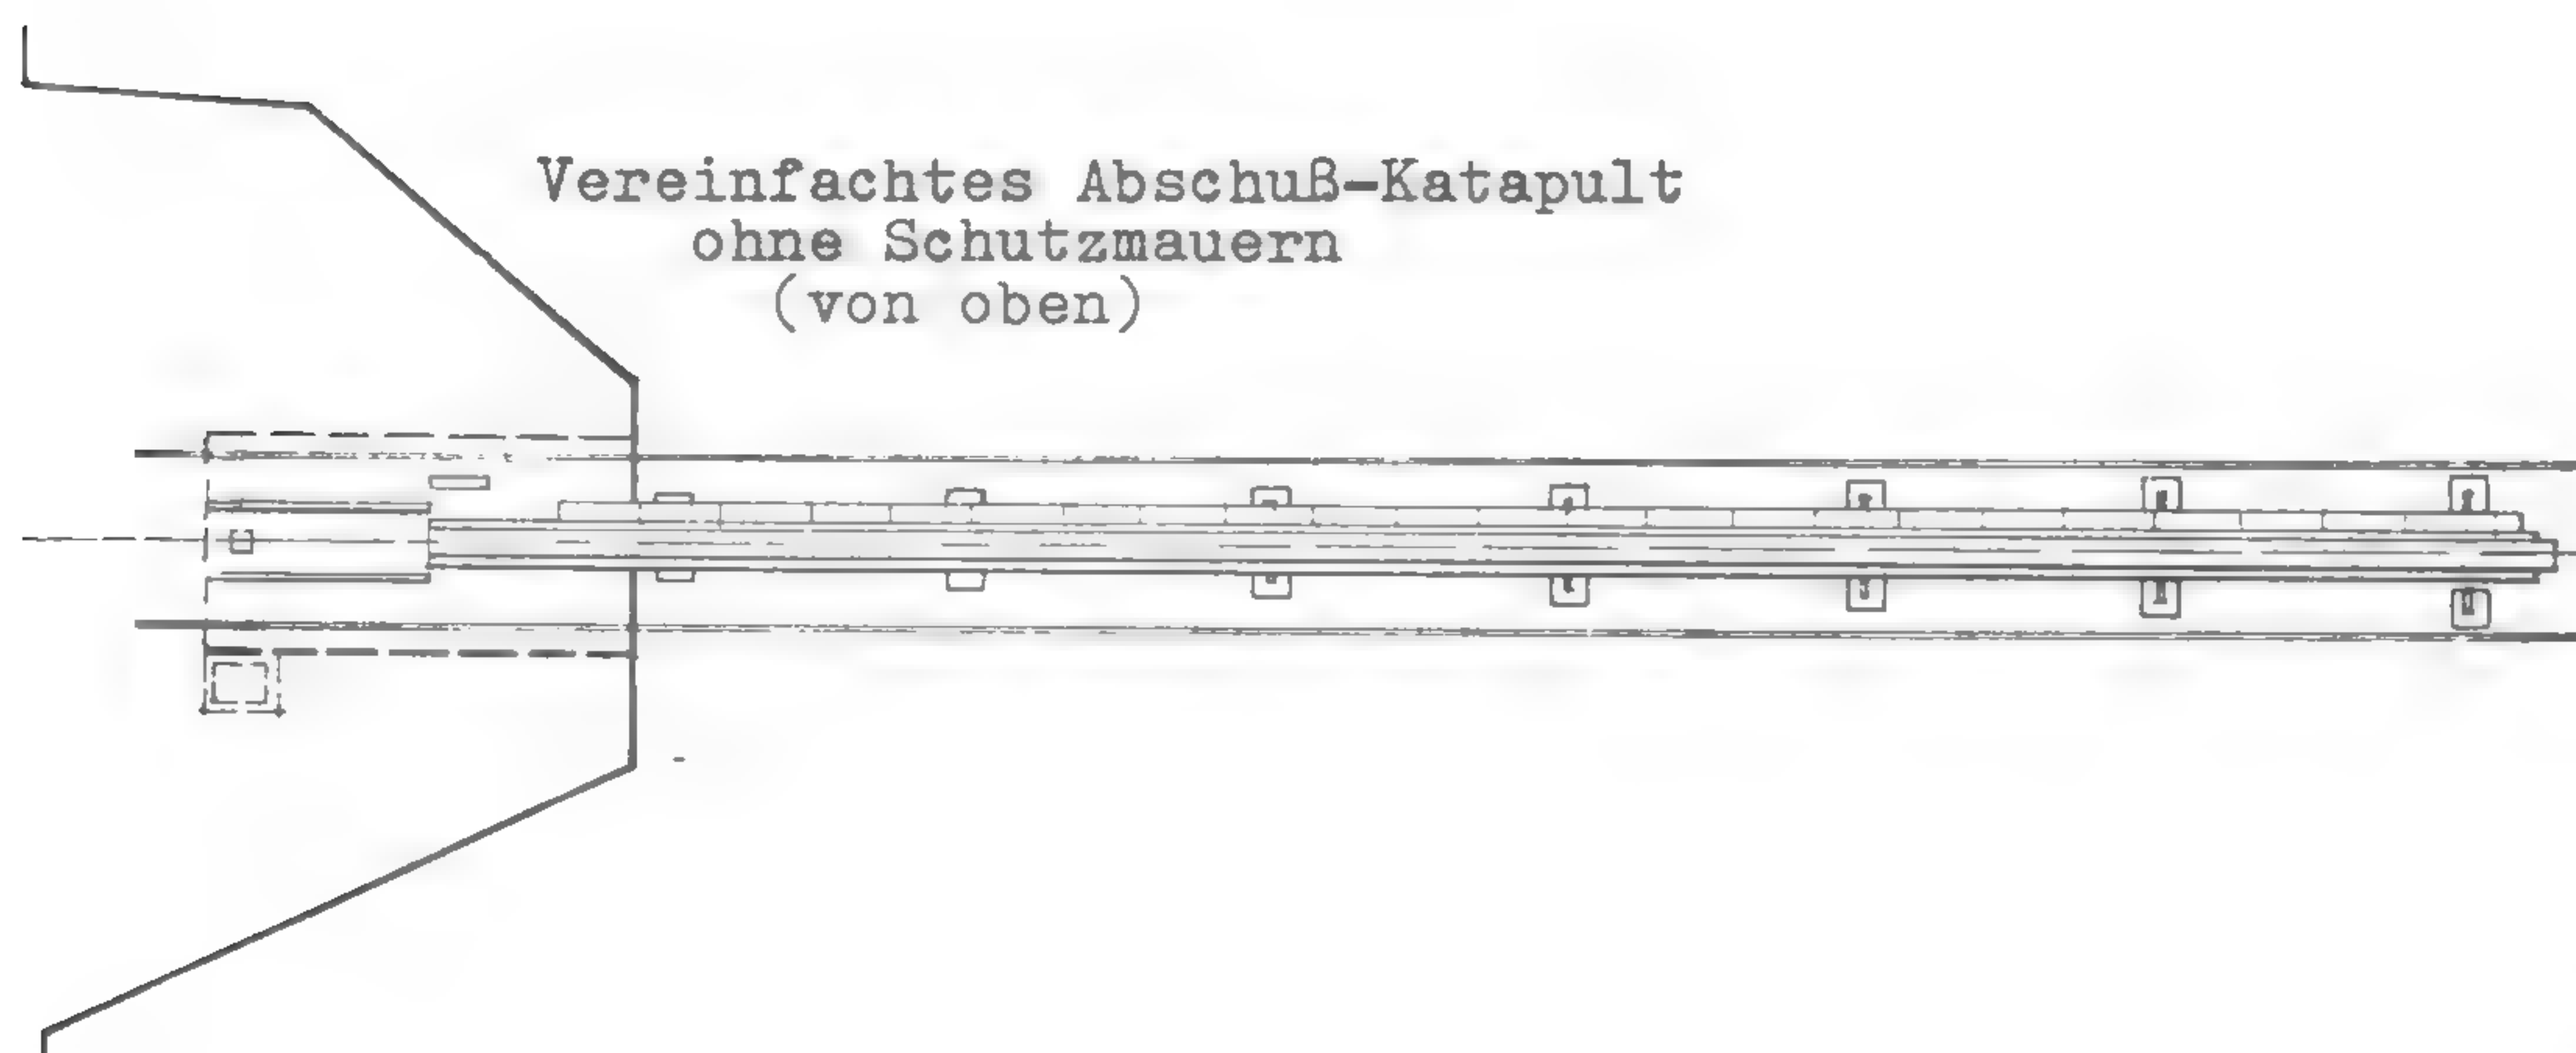 Vereinfachtes Abschuß-Katapult
ohne Schutzmauern
(von oben)